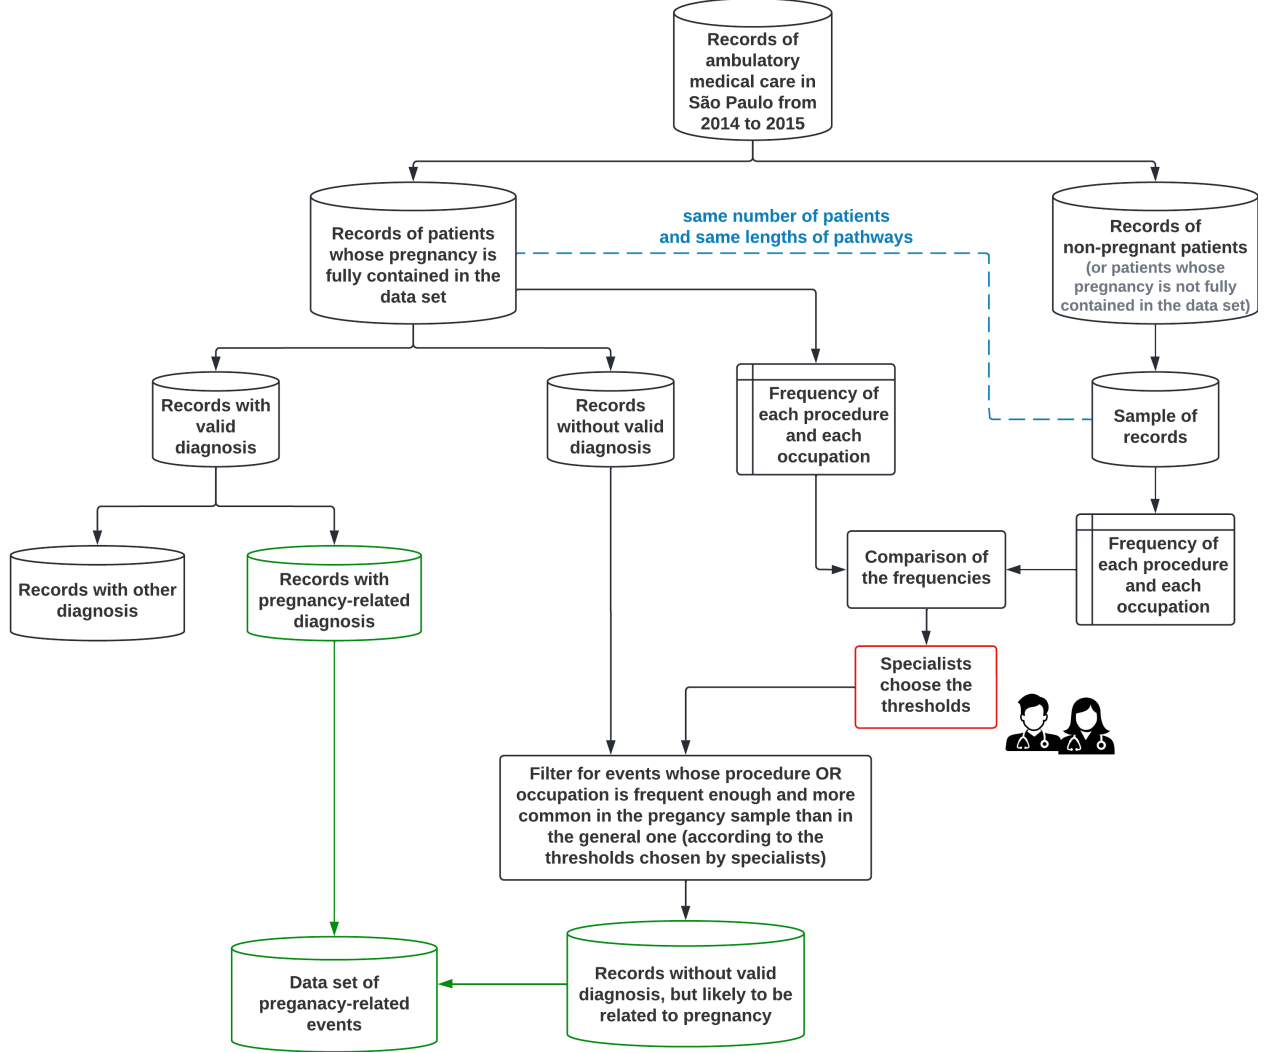 Records of
ambulatory
medical care in
São Paulo from
2014 to 2015
Records of patients
whose pregnancy is
fully contained in the
data set
same number of patients
and same lengths of pathways
Records of
non-pregnant patients
(or patients whose
pregnancy is not fully
contained in the data set)
Records with
valid
diagnosis
Records
without valid
diagnosis
Frequency of
each procedure
and each
occupation
Sample of
records
Records with other
diagnosis
Records with
pregnancy-related
diagnosis
Comparison of
the frequencies
Frequency of
each procedure
and each
occupation
Specialists
choose the
thresholds
Filter for events whose procedure OR
occupation is frequent enough and more
common in the pregancy sample than in
the general one (according to the
thresholds chosen by specialists)
Data set of
preganacy-related
events
Records without valid
diagnosis, but likely to be
related to pregnancy